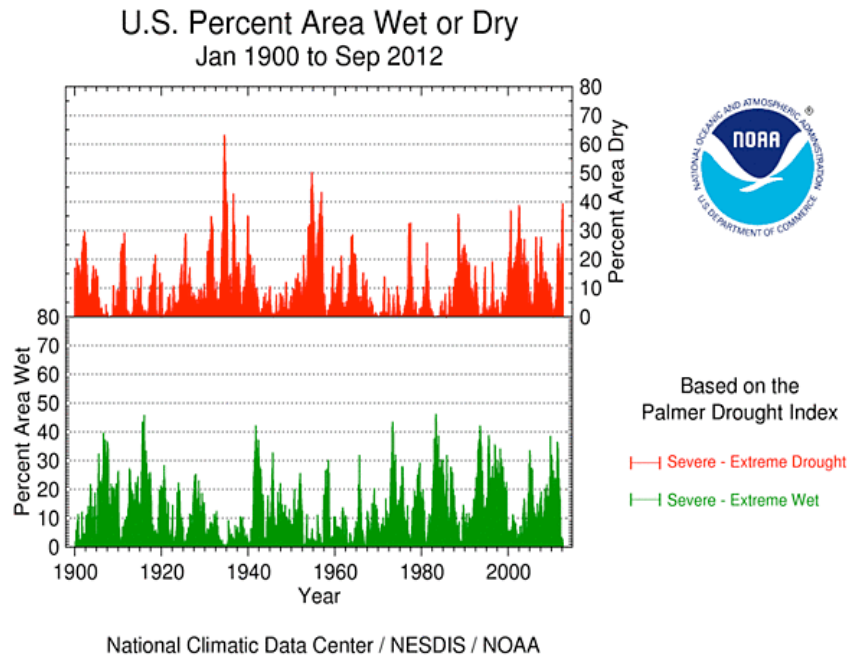 U.S. Percent Area Wet or Dry
Jan 1900 to Sep 2012
80
70
60
50
40
30
20
10
0
Percent Area Dry
80
70
60
50
40
30
20
10
0
Percent Area Wet
1900 1920 1940 1960 1980 2000
Year
NATIONAL OCEANIC AND ATMOSPHERIC ADMINISTRATION
®
NOAA
U.S. DEPARTMENT OF COMMERCE
Based on the
Palmer Drought Index
Severe - Extreme Drought
Severe - Extreme Wet
National Climatic Data Center / NESDIS / NOAA